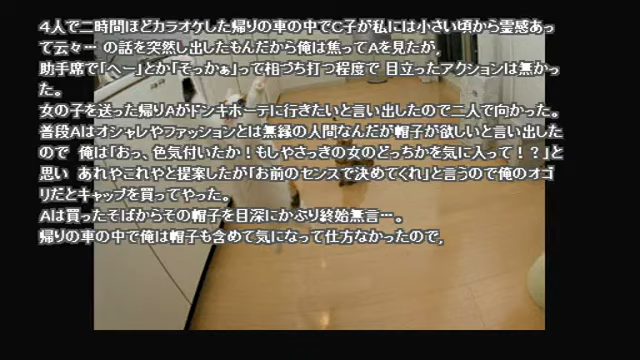 ４人で二時間ほどカラオケした帰りの車の中でC子が私には小さい頃から霊感あっ
て云々… の話を突然し出したもんだから俺は焦ってAを見たが,
助手席で「へー」とか「そっかぁ」って相づち打つ程度で 目立ったアクションは無かっ
た。
女の子を送った帰りAがドンキホーテに行きたいと言い出したので二人で向かった。
普段Aはオシャレやファッションとは無縁の人間なんだが帽子が欲しいと言い出した
ので　俺は「おっ、色気付いたか！もしやさっきの女のどっちかを気に入って！？」と
思い　あれやこれやと提案したが「お前のセンスで決めてくれ」と言うので俺のオゴ
リだとキャップを買ってやった。
Aは買ったそばからその帽子を目深にかぶり終始無言…。
帰りの車の中で俺は帽子も含めて気になって仕方なかったので,